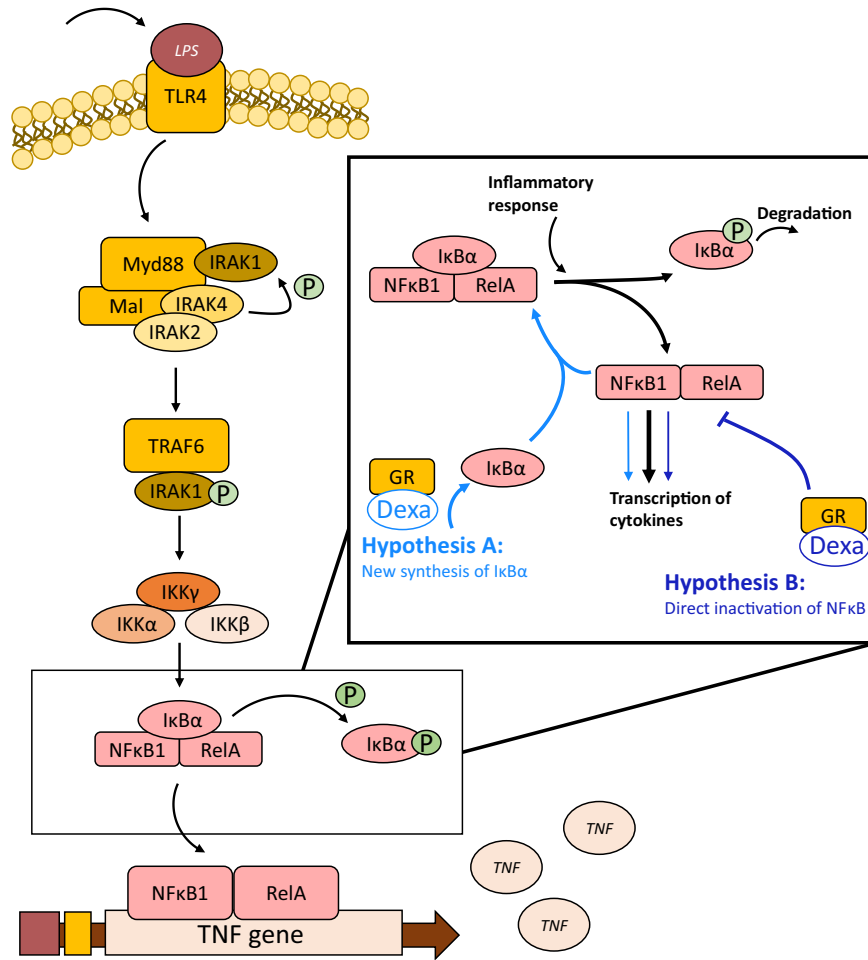 LPS
TLR4
Myd88
IRAK1
P
Mal
IRAK4
IRAK2
TRAF6
IRAK1
P
IKKγ
IKKα
IKKβ
IκBα
NFκB1
RelA
P
IκBα
P
NFκB1
RelA
TNF gene
TNF
TNF
TNF
Inflammatory
response
IκBα
NFκB1
RelA
P
IκBα
Degradation
NFκB1
RelA
IκBα
GR
Dexa
Hypothesis A:
New synthesis of IκBα
Transcription of
cytokines
GR
Dexa
Hypothesis B:
Direct inactivation of NFκB